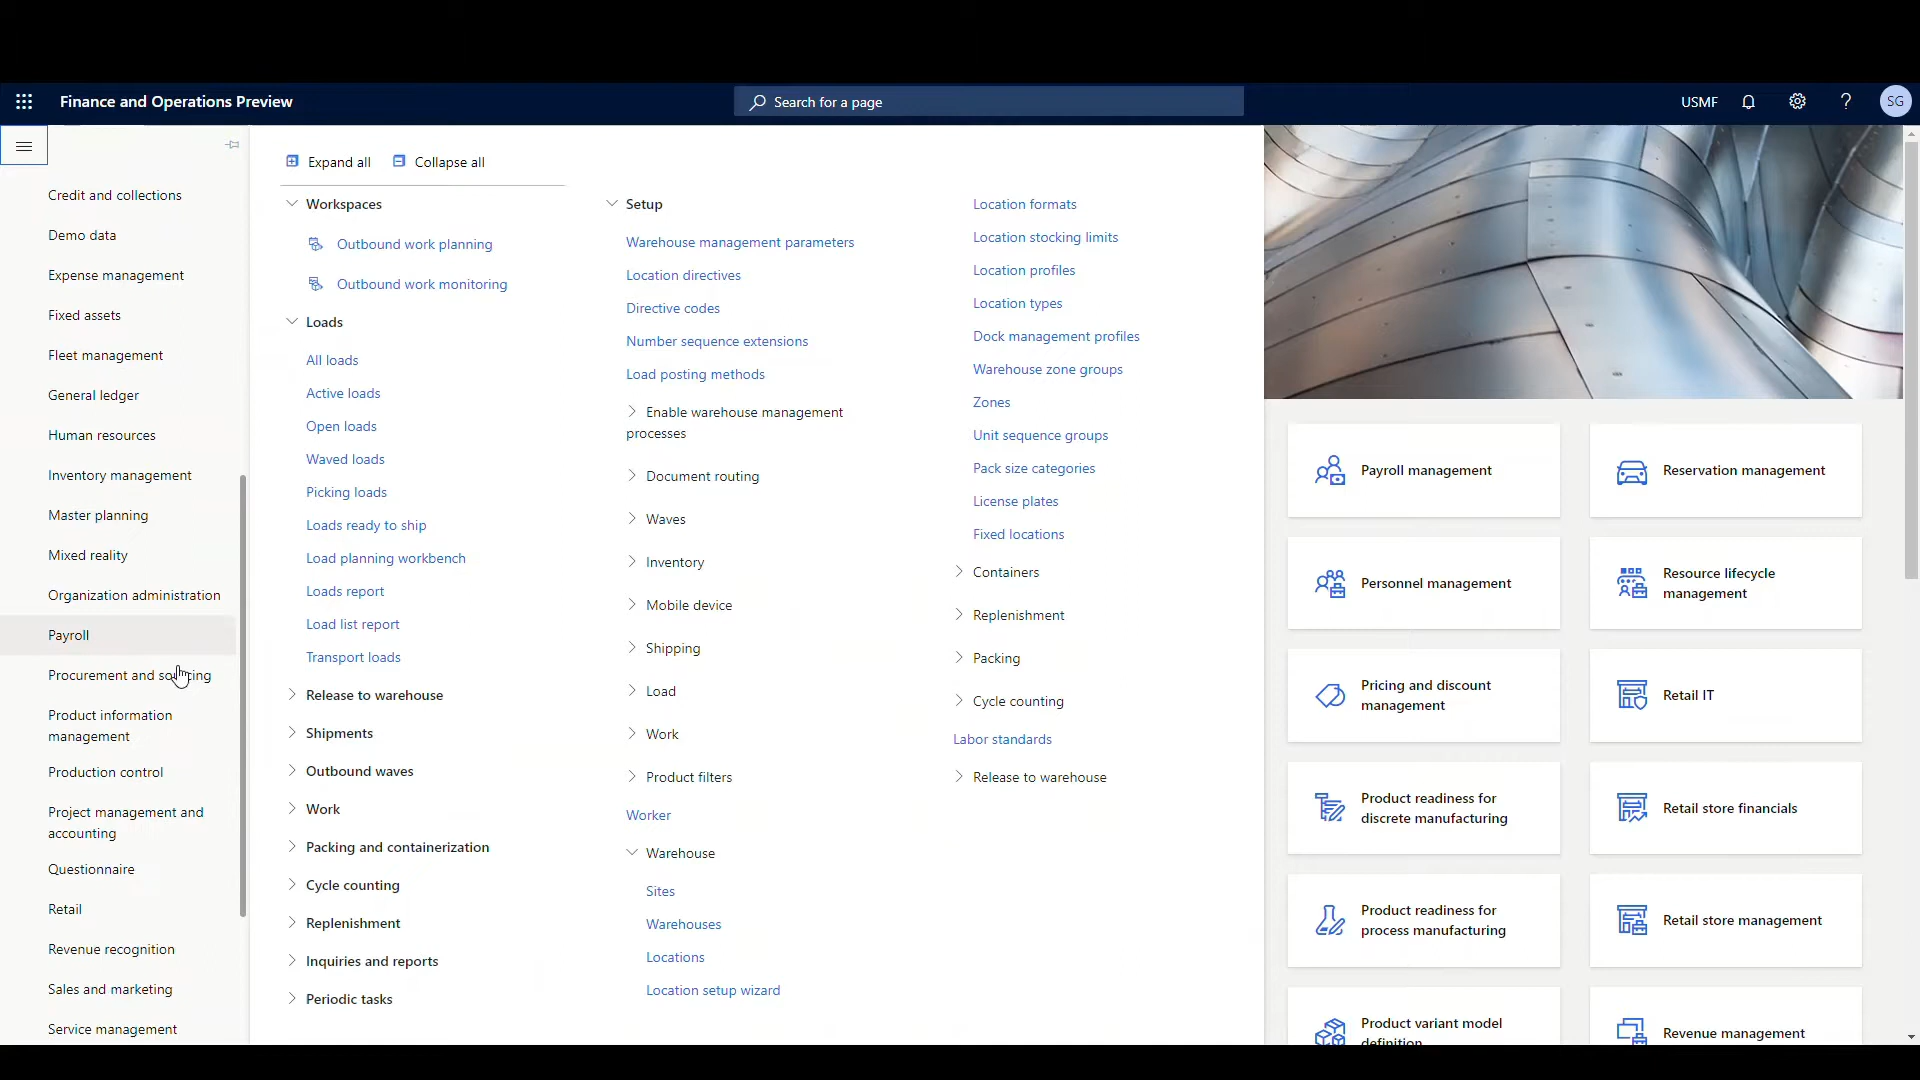 Finance and Operations Preview
Search for a page
USMF
SG
Credit and collections
Demo data
Expense management
Fixed assets
Fleet management
General ledger
Human resources
Inventory management
Master planning
Mixed reality
Organization administration
Payroll
Procurement and sourcing
Product information
management
Production control
Project management and
accounting
Questionnaire
Retail
Revenue recognition
Sales and marketing
Service management
Expand all
Collapse all
Workspaces
Outbound work planning
Outbound work monitoring
Loads
All loads
Active loads
Open loads
Waved loads
Picking loads
Loads ready to ship
Load planning workbench
Loads report
Load list report
Transport loads
Release to warehouse
Shipments
Outbound waves
Work
Packing and containerization
Cycle counting
Replenishment
Inquiries and reports
Periodic tasks
Setup
Warehouse management parameters
Location directives
Directive codes
Number sequence extensions
Load posting methods
Enable warehouse management
processes
Document routing
Waves
Inventory
Mobile device
Shipping
Load
Work
Product filters
Worker
Warehouse
Sites
Warehouses
Locations
Location setup wizard
Location formats
Location stocking limits
Location profiles
Location types
Dock management profiles
Warehouse zone groups
Zones
Unit sequence groups
Pack size categories
License plates
Fixed locations
Containers
Replenishment
Packing
Cycle counting
Labor standards
Release to warehouse
Payroll management
Reservation management
Personnel management
Resource lifecycle
management
Pricing and discount
management
Retail IT
Product readiness for
discrete manufacturing
Retail store financials
Product readiness for
process manufacturing
Retail store management
Product variant model
definition
Revenue management